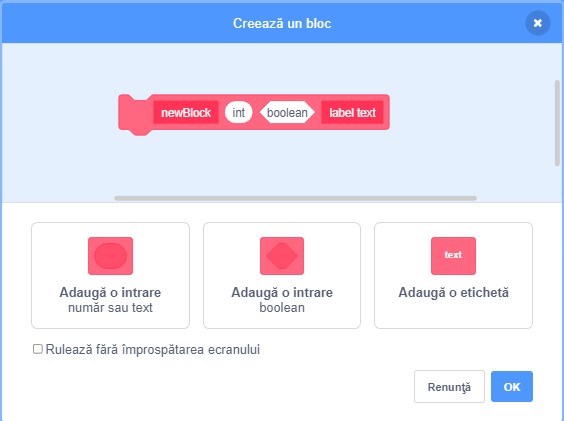 Creează un bloc
newBlock int boolean label text
text
Adaugă o intrare
număr sau text
Adaugă o intrare
boolean
Adaugă o etichetă
Rulează fără împrospătarea ecranului
Renunţă
OK